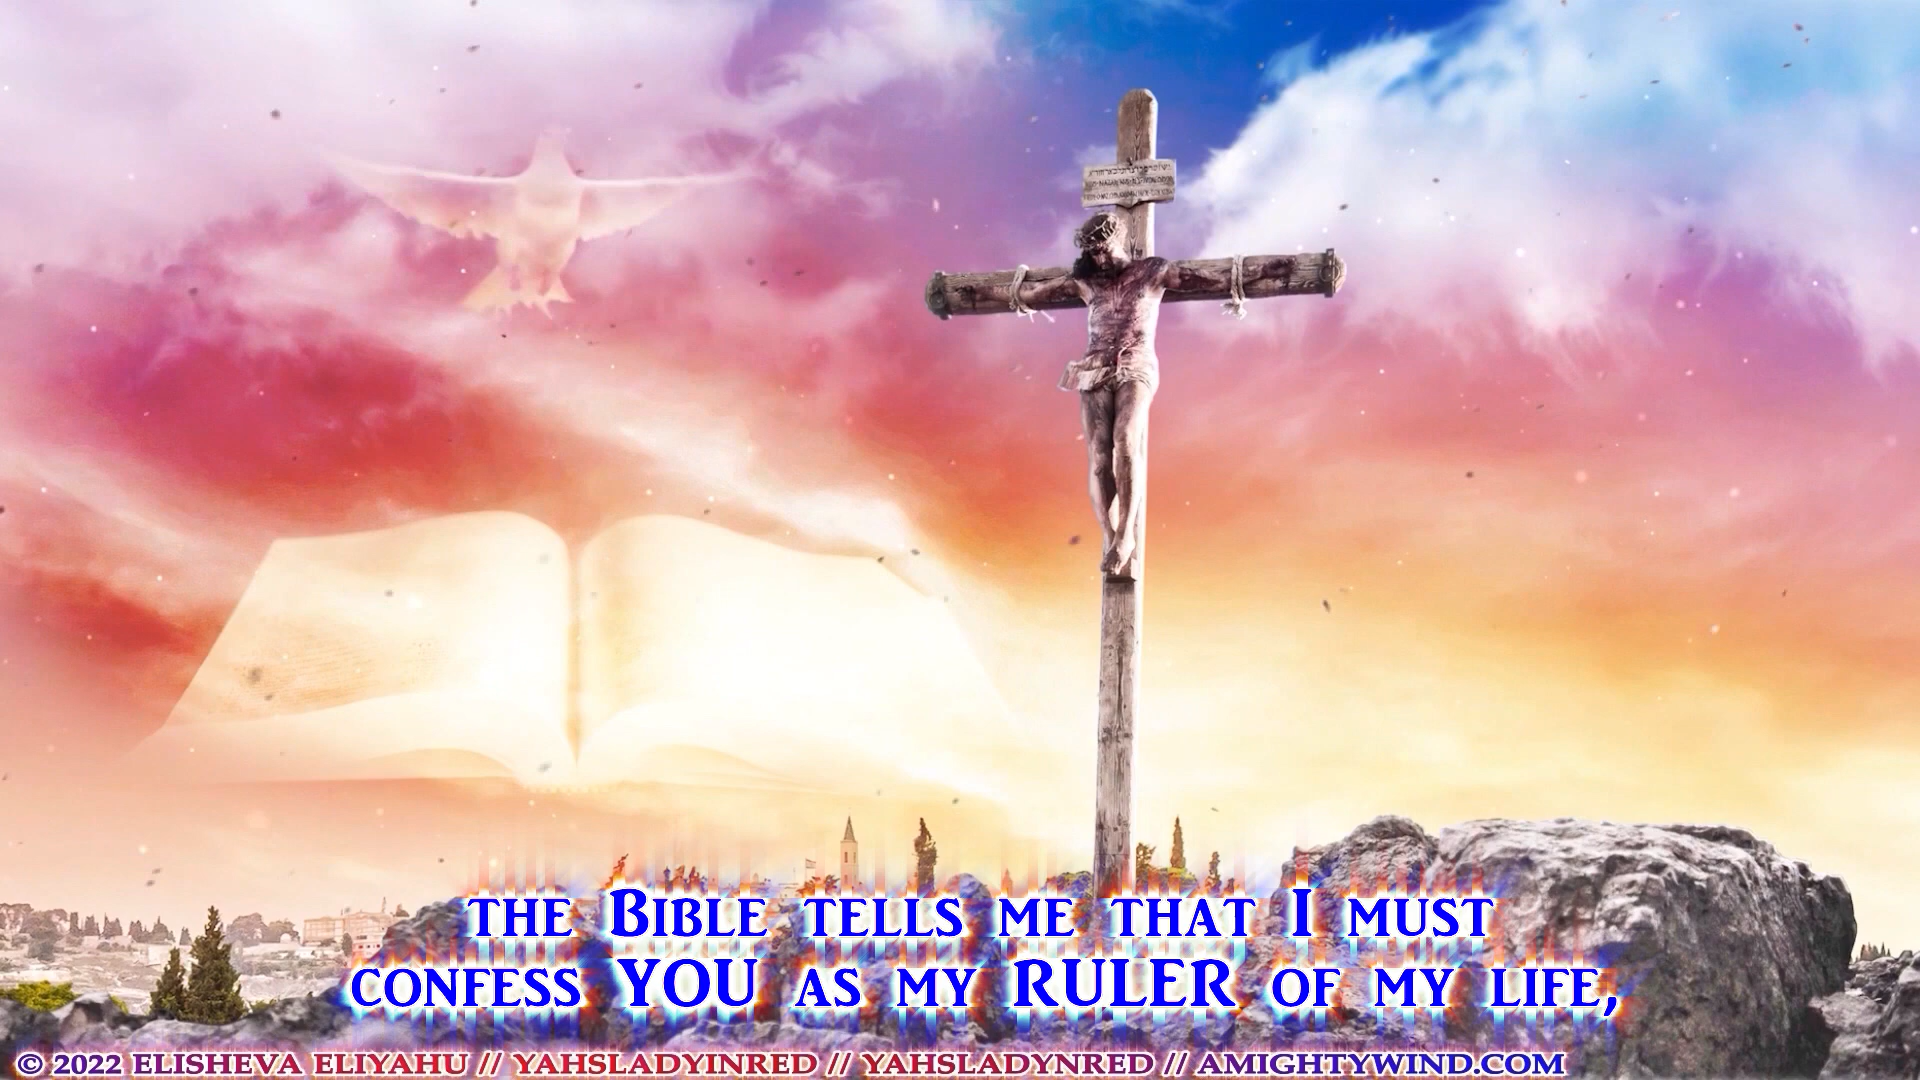 the Bible tells me that I must
confess YOU as my RULER of my life,
© 2022 ELISHEVA ELIYAHU // YAHSLADYINRED // YAHSLADYNRED // AMIGHTYWIND.COM